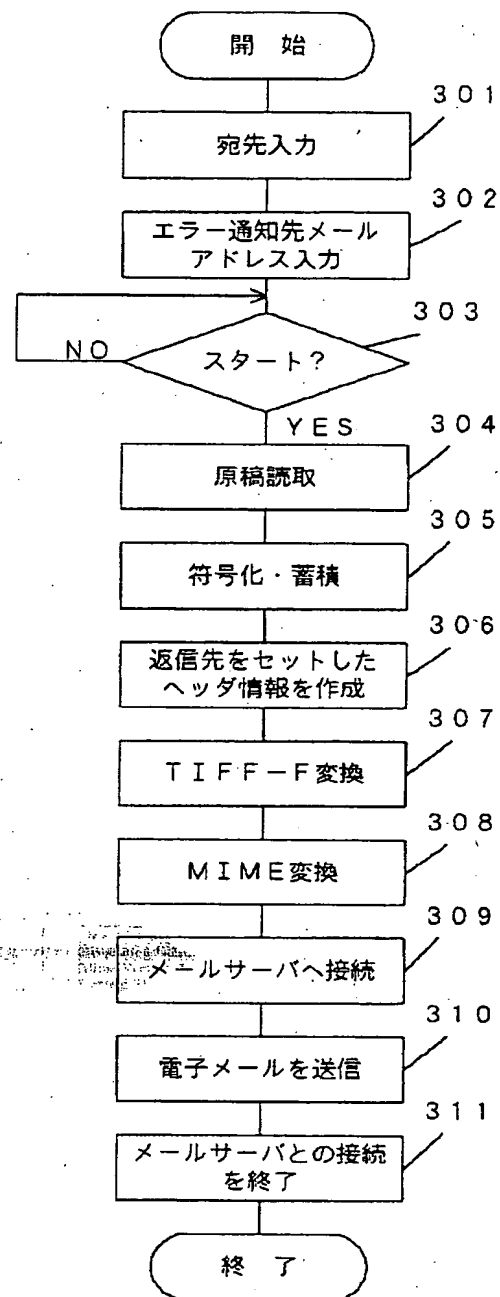 開 始
301
宛先入力
302
エラー通知先メール
アドレス入力
303
スタート?
NO
YES
304
原稿読取
305
符号化・蓄積
306
返信先をセットした
ヘッダ情報を作成
307
TIFF-F変換
308
MIME変換
309
メールサーバへ接続
310
電子メールを送信
311
メールサーバとの接続
を終了
終 了